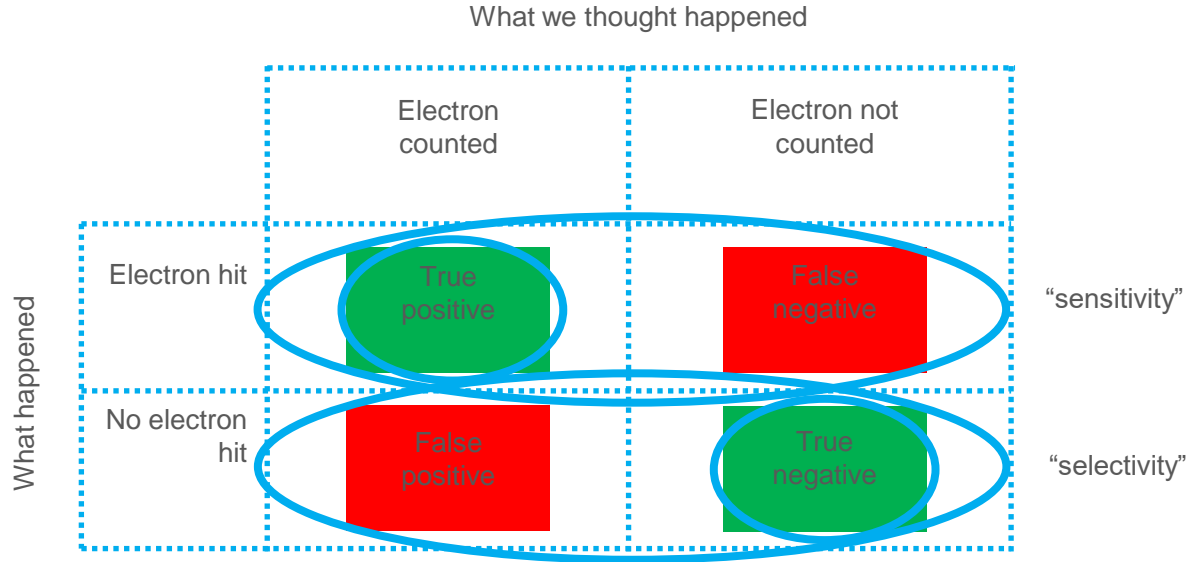 What we thought happened
Electron
counted
Electron not
counted
What happened
Electron hit
True
positive
False
negative
“sensitivity”
No electron
hit
False
positive
True
negative
“selectivity”